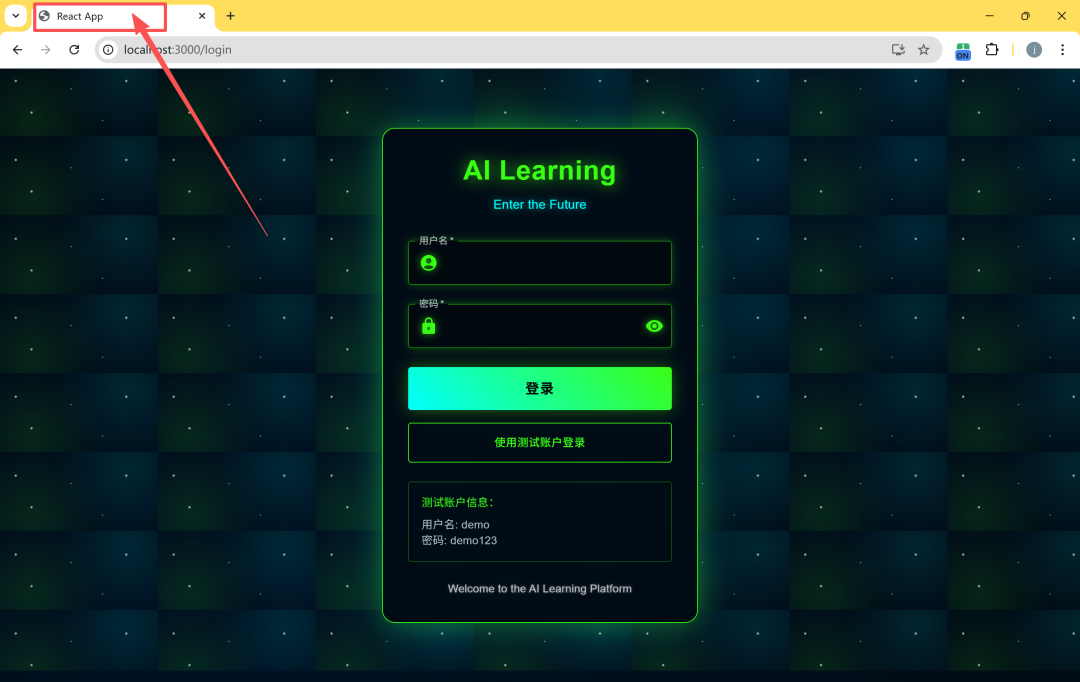 React App
localhost:3000/login
ON
i
AI Learning
Enter the Future
用户名 *
密码 *
登录
使用测试账户登录
测试账户信息：
用户名: demo
密码: demo123
Welcome to the AI Learning Platform